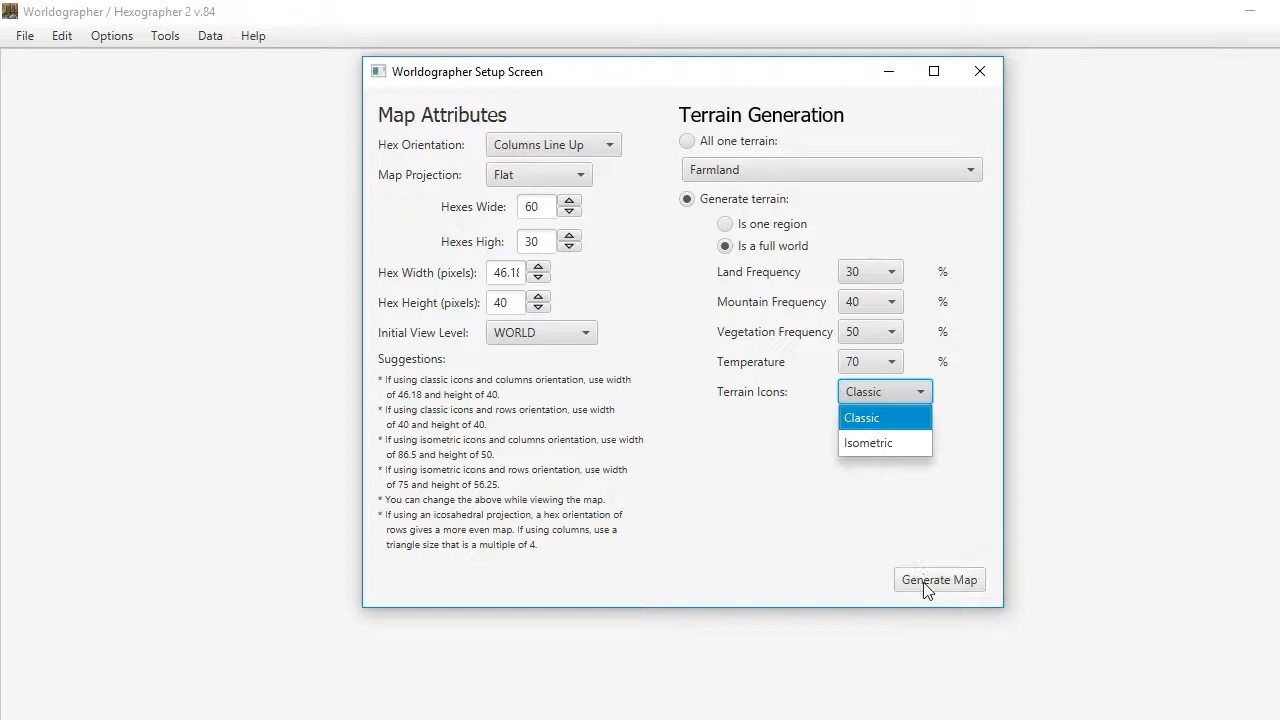 Worldographer / Hexographer 2 v.84
File Edit Options Tools Data Help
Worldographer Setup Screen
Map Attributes
Hex Orientation: Columns Line Up
Map Projection: Flat
Hexes Wide: 60
Hexes High: 30
Hex Width (pixels): 46.18
Hex Height (pixels): 40
Initial View Level: WORLD
Suggestions:
* If using classic icons and columns orientation, use width
of 46.18 and height of 40.
* If using classic icons and rows orientation, use width
of 40 and height of 40.
* If using isometric icons and columns orientation, use width
of 86.5 and height of 50.
* If using isometric icons and rows orientation, use width
of 75 and height of 56.25.
* You can change the above while viewing the map.
* If using an icosahedral projection, a hex orientation of
rows gives a more even map. If using columns, use a
triangle size that is a multiple of 4.
Terrain Generation
All one terrain:
Farmland
Generate terrain:
Is one region
Is a full world
Land Frequency 30 %
Mountain Frequency 40 %
Vegetation Frequency 50 %
Temperature 70 %
Terrain Icons: Classic
Classic
Isometric
Generate Map